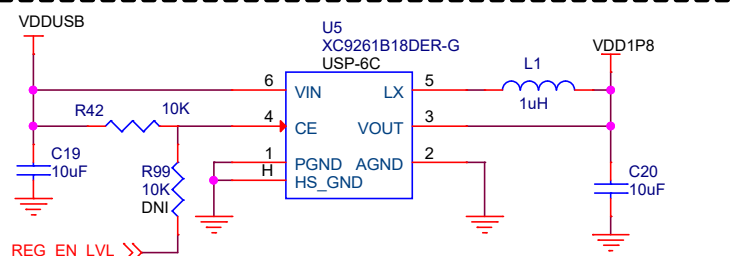 VDDUSB
U5
XC9261B18DER-G
USP-6C
L1
VDD1P8
6
VIN
LX
5
1uH
R42
10K
4
CE
VOUT
3
C19
10uF
R99
10K
DNI
1
PGND
AGND
2
H
HS_GND
C20
10uF
REG_EN_LVL